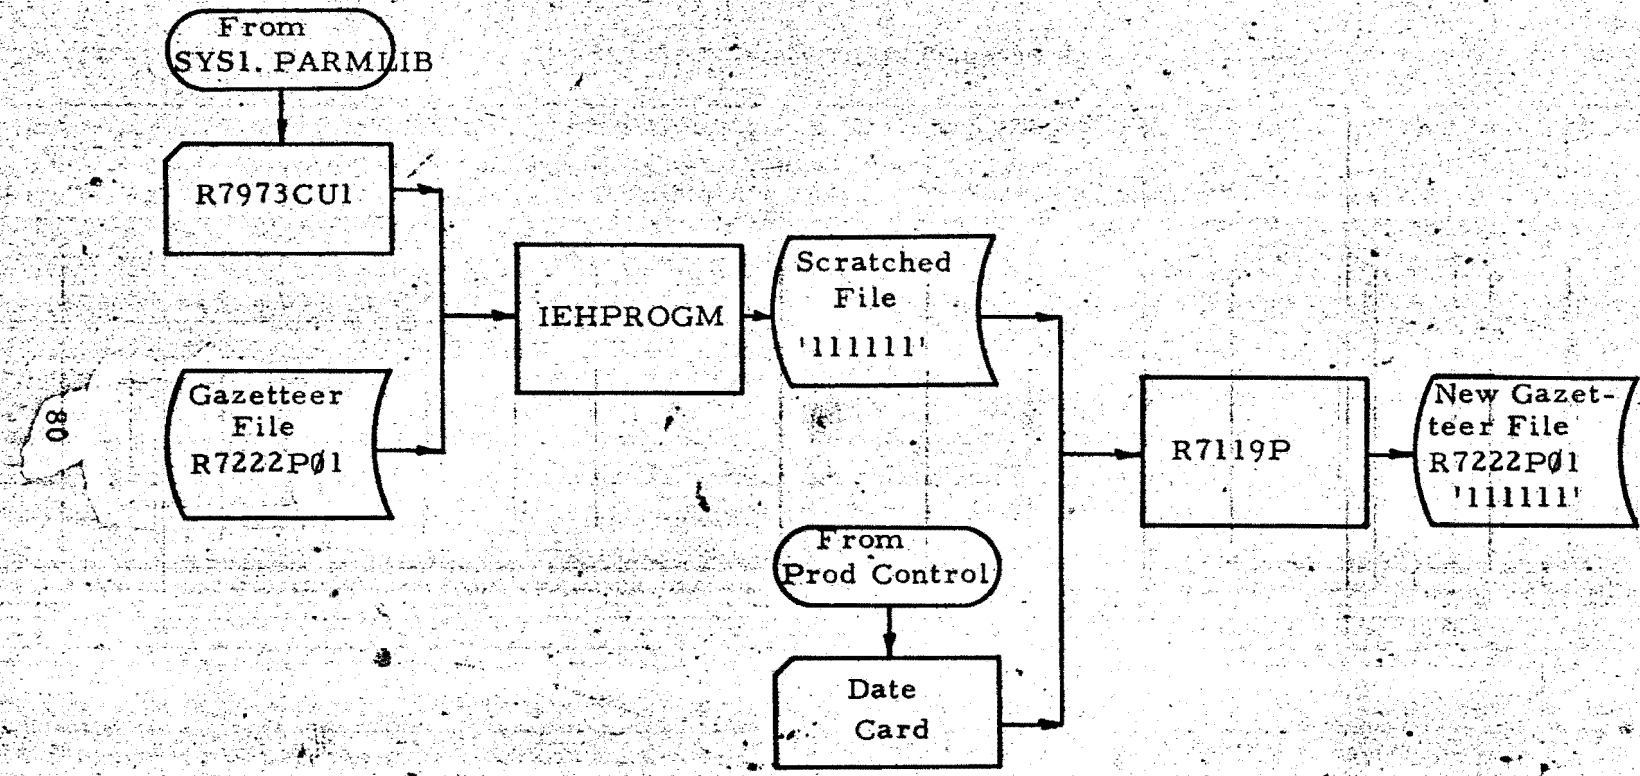 From
SYS1. PARMLIB
R7973CU1
Gazetteer
File
R7222PØ1
80
IEHPROGM
Scratched
File
'111111'
From
Prod Control
Date
Card
R7119P
New Gazet-
teer File
R7222PØ1
'111111'